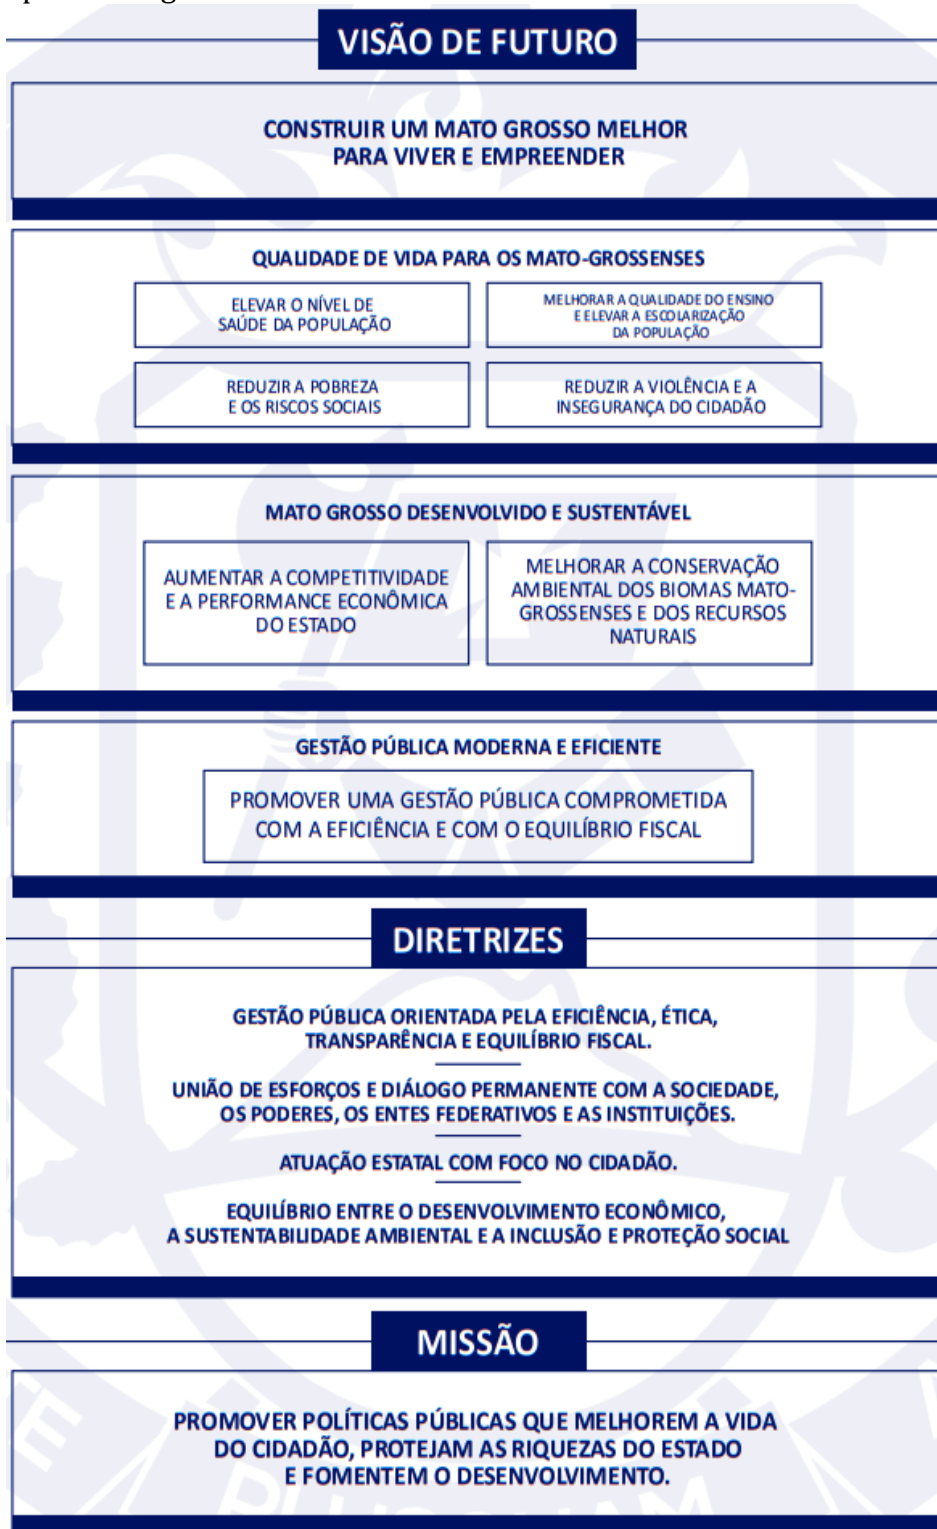 VISÃO DE FUTURO
CONSTRUIR UM MATO GROSSO MELHOR
PARA VIVER E EMPREENDER
QUALIDADE DE VIDA PARA OS MATO-GROSSENSES
ELEVAR O NÍVEL DE
SAÚDE DA POPULAÇÃO
MELHORAR A QUALIDADE DO ENSINO
E ELEVAR A ESCOLARIZAÇÃO
DA POPULAÇÃO
REDUZIR A POBREZA
E OS RISCOS SOCIAIS
REDUZIR A VIOLÊNCIA E A
INSEGURANÇA DO CIDADÃO
MATO GROSSO DESENVOLVIDO E SUSTENTÁVEL
AUMENTAR A COMPETITIVIDADE
E A PERFORMANCE ECONÔMICA
DO ESTADO
MELHORAR A CONSERVAÇÃO
AMBIENTAL DOS BIOMAS MATO-
GROSSENSES E DOS RECURSOS
NATURAIS
GESTÃO PÚBLICA MODERNA E EFICIENTE
PROMOVER UMA GESTÃO PÚBLICA COMPROMETIDA
COM A EFICIÊNCIA E COM O EQUILÍBRIO FISCAL
DIRETRIZES
GESTÃO PÚBLICA ORIENTADA PELA EFICIÊNCIA, ÉTICA,
TRANSPARÊNCIA E EQUILÍBRIO FISCAL.
UNIÃO DE ESFORÇOS E DIÁLOGO PERMANENTE COM A SOCIEDADE,
OS PODERES, OS ENTES FEDERATIVOS E AS INSTITUIÇÕES.
ATUAÇÃO ESTATAL COM FOCO NO CIDADÃO.
EQUILÍBRIO ENTRE O DESENVOLVIMENTO ECONÔMICO,
A SUSTENTABILIDADE AMBIENTAL E A INCLUSÃO E PROTEÇÃO SOCIAL
MISSÃO
PROMOVER POLÍTICAS PÚBLICAS QUE MELHOREM A VIDA
DO CIDADÃO, PROTEJAM AS RIQUEZAS DO ESTADO
E FOMENTEM O DESENVOLVIMENTO.